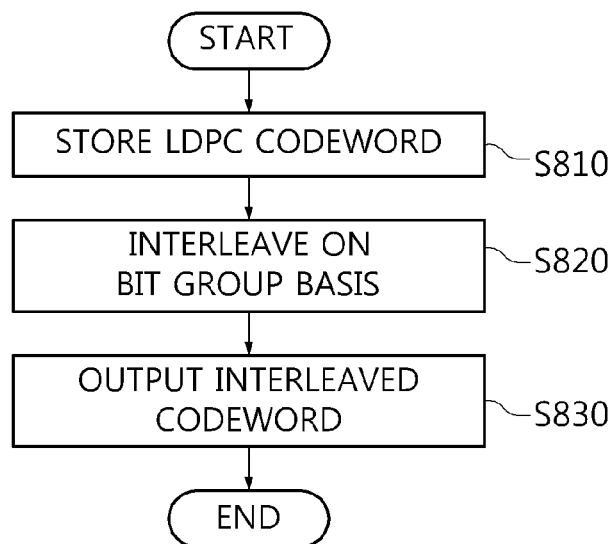 START
STORE LDPC CODEWORD
S810
INTERLEAVE ON
BIT GROUP BASIS
S820
OUTPUT INTERLEAVED
CODEWORD
S830
END